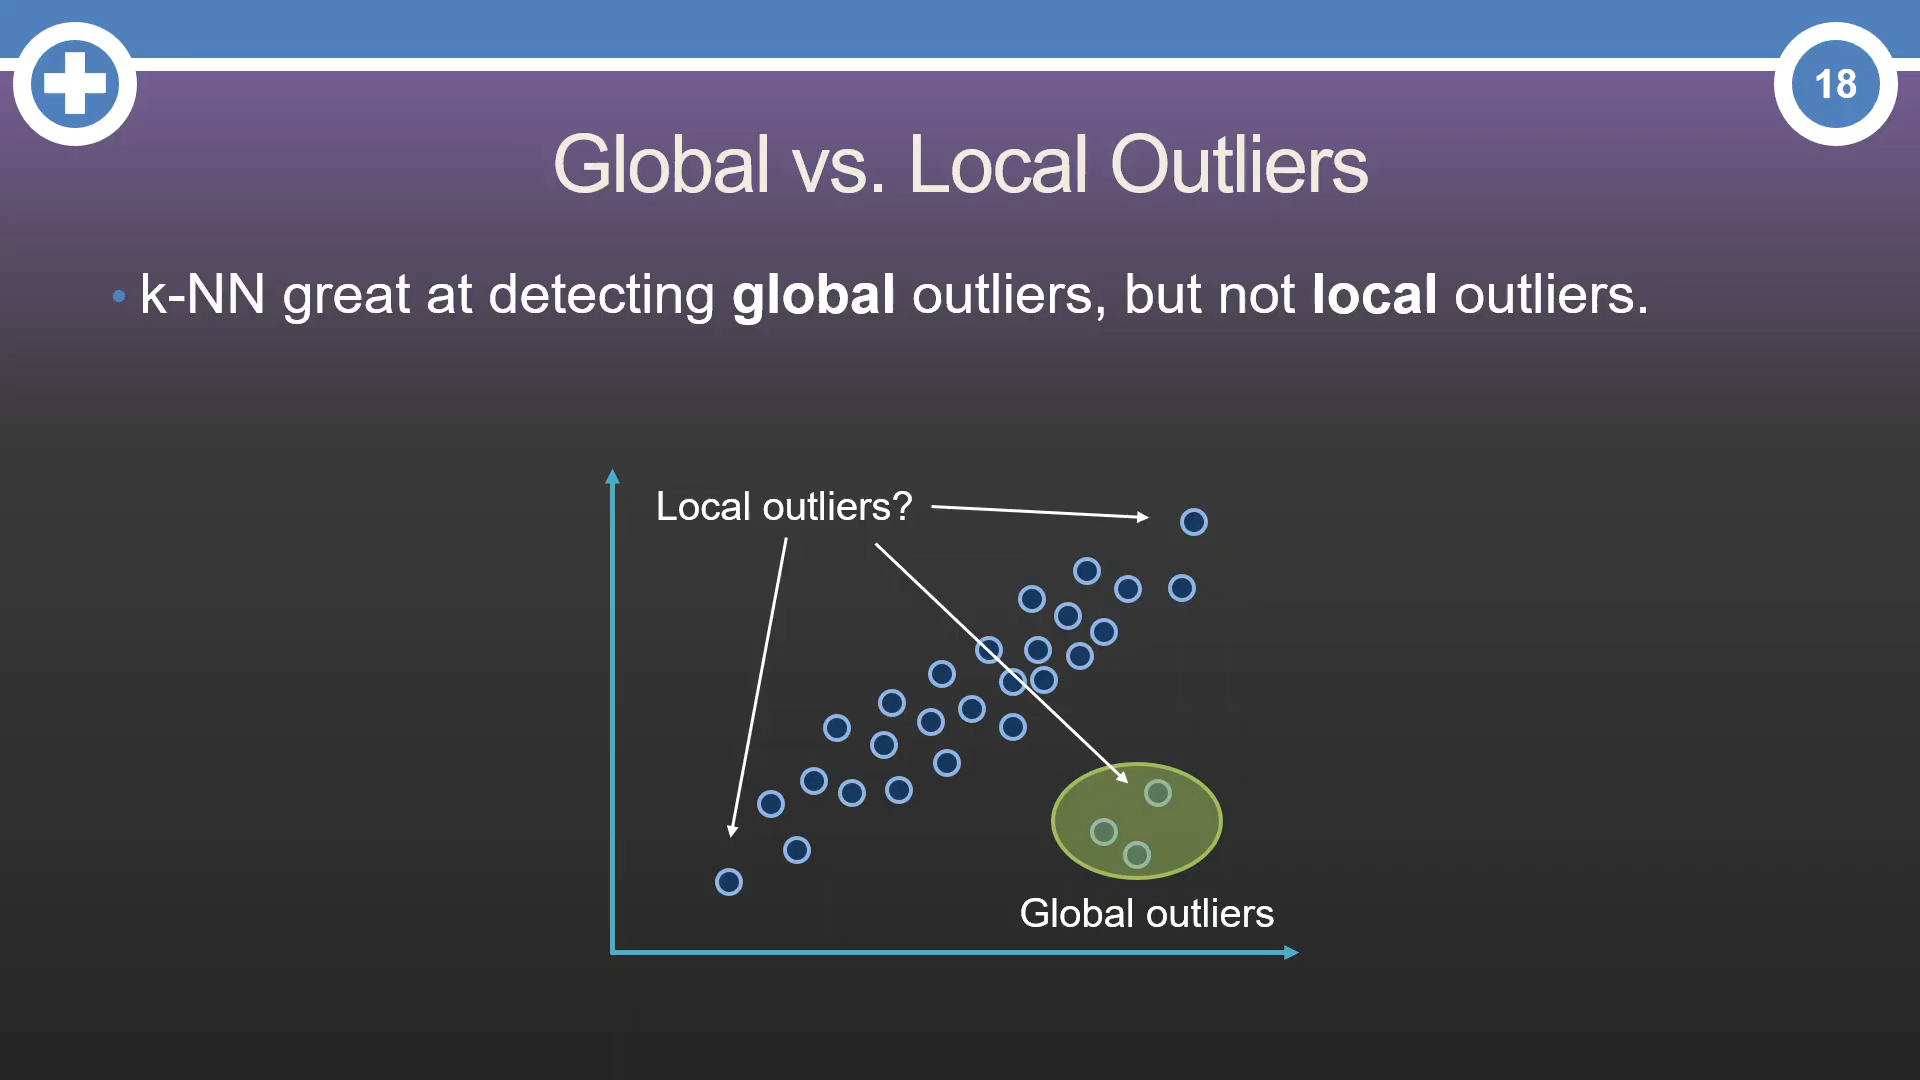 18
Global vs. Local Outliers
• k-NN great at detecting global outliers, but not local outliers.
Local outliers?
Global outliers